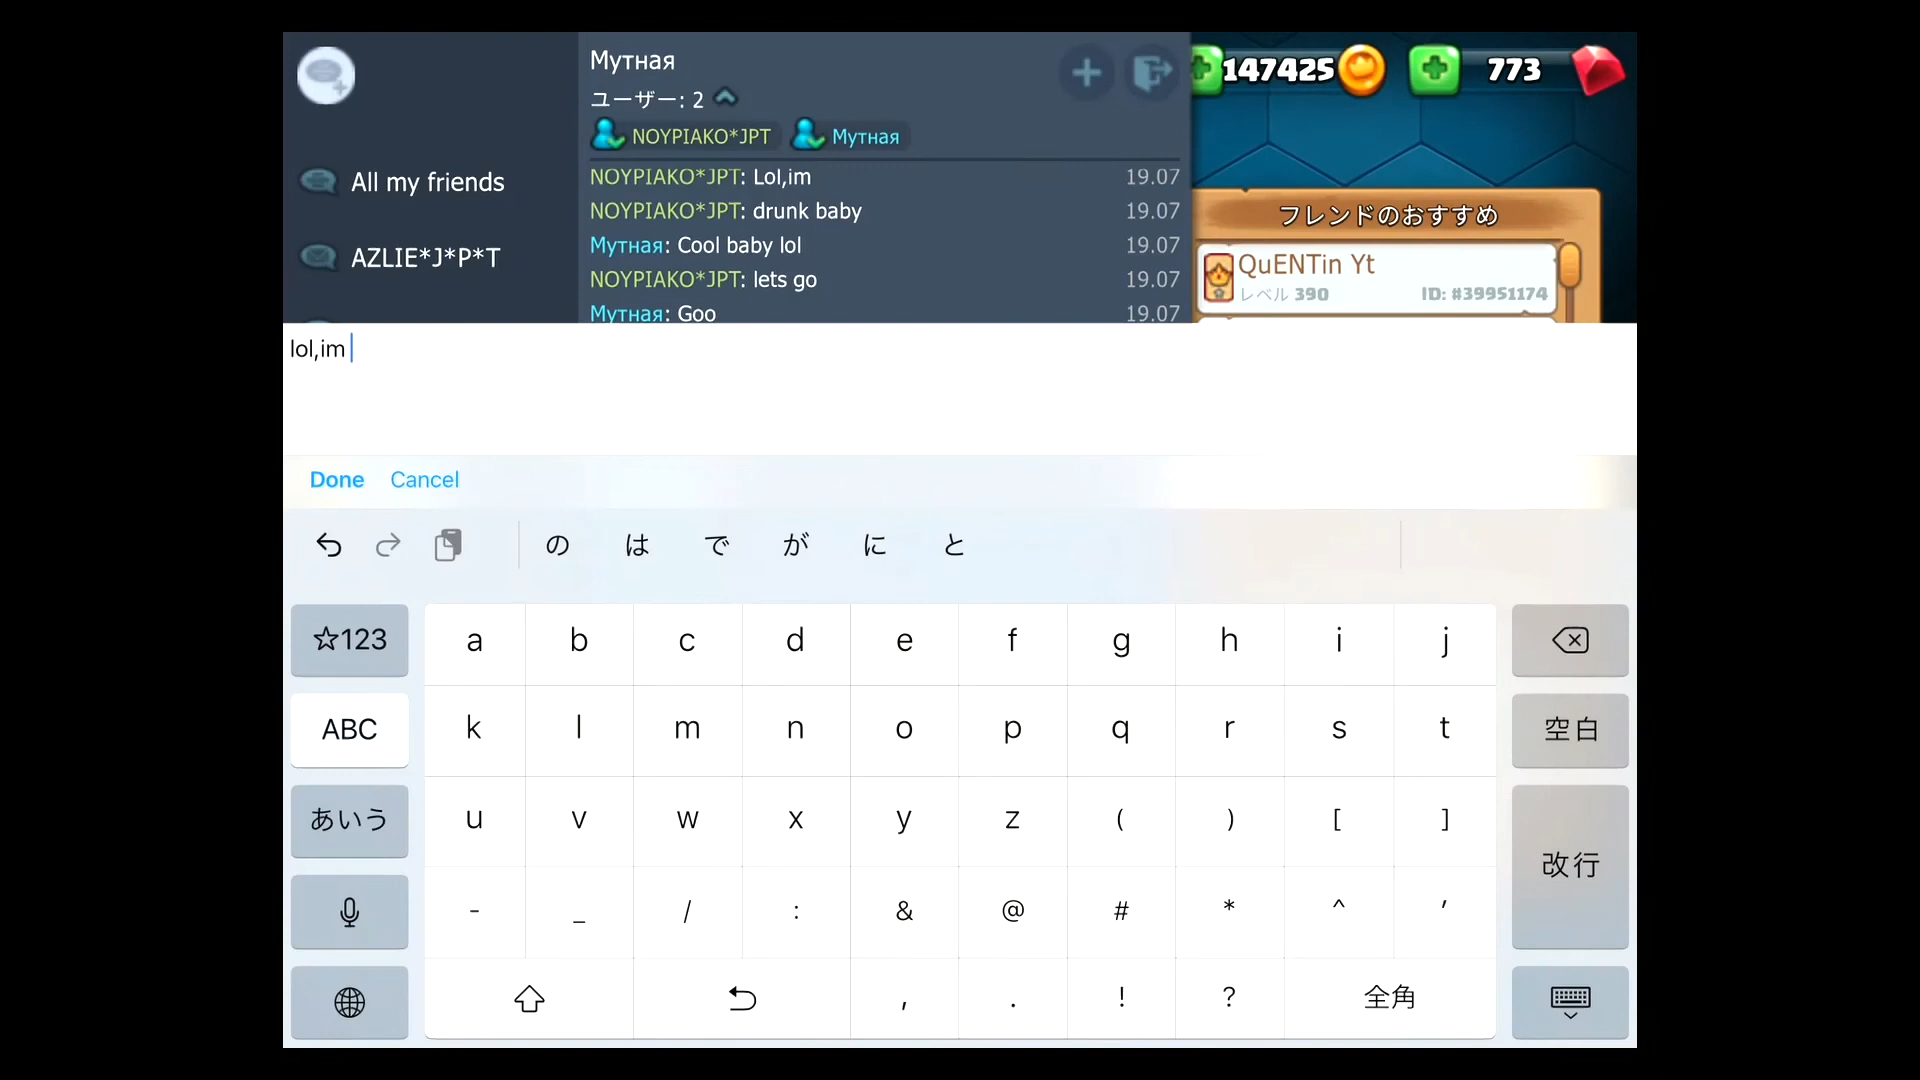 Мутная
ユーザー: 2
NOYPIAKO*JPT Мутная
NOYPIAKO*JPT: Lol,im 19.07
NOYPIAKO*JPT: drunk baby 19.07
Мутная: Cool baby lol 19.07
NOYPIAKO*JPT: lets go 19.07
Мутная: Goo 19.07
All my friends
AZLIE*J*P*T
147425 773
フレンドのおすすめ
QuENTin Yt
レベル 390 ID: #39951174
lol,im
Done Cancel
の は で が に と
☆123 a b c d e f g h i j
ABC k l m n o p q r s t 空白
あいう u v w x y z ( ) [ ] 改行
- _ / : & @ # * ^ ′
, . ! ? 全角